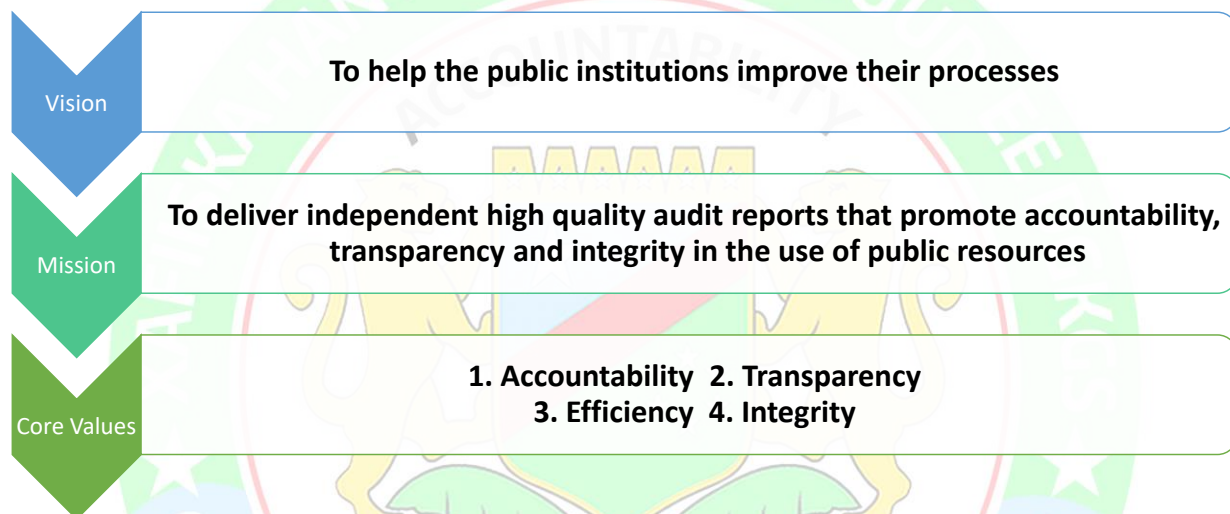 ACCOUNTABILITY
Vision
To help the public institutions improve their processes
Mission
To deliver independent high quality audit reports that promote accountability,
transparency and integrity in the use of public resources
Core Values
1. Accountability 2. Transparency
3. Efficiency 4. Integrity